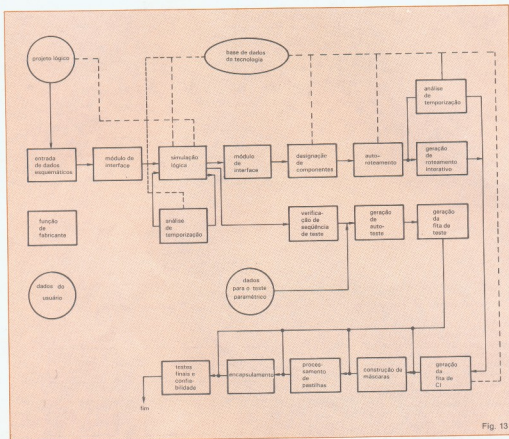 projeto lógico
base de dados
da tecnologia
análise
de
temporização
entrada
de dados
esquemáticos
módulo de
interface
simulação
lógica
módulo
de
interface
designação
de
componentes
auto-
roteamento
geração
de
roteamento
interativo
função
de
fabricante
análise
de
temporização
verifica-
ção de
seqüência
de teste
geração
de auto-
teste
geração
da
fita de
teste
dados do
usuário
dados
para o teste
paramétrico
testes
finais e
confia-
bilidade
encapsulamento
proces-
samento
de
pastilhas
construção de
máscaras
geração
da
fita de
CI
fim
Fig. 13